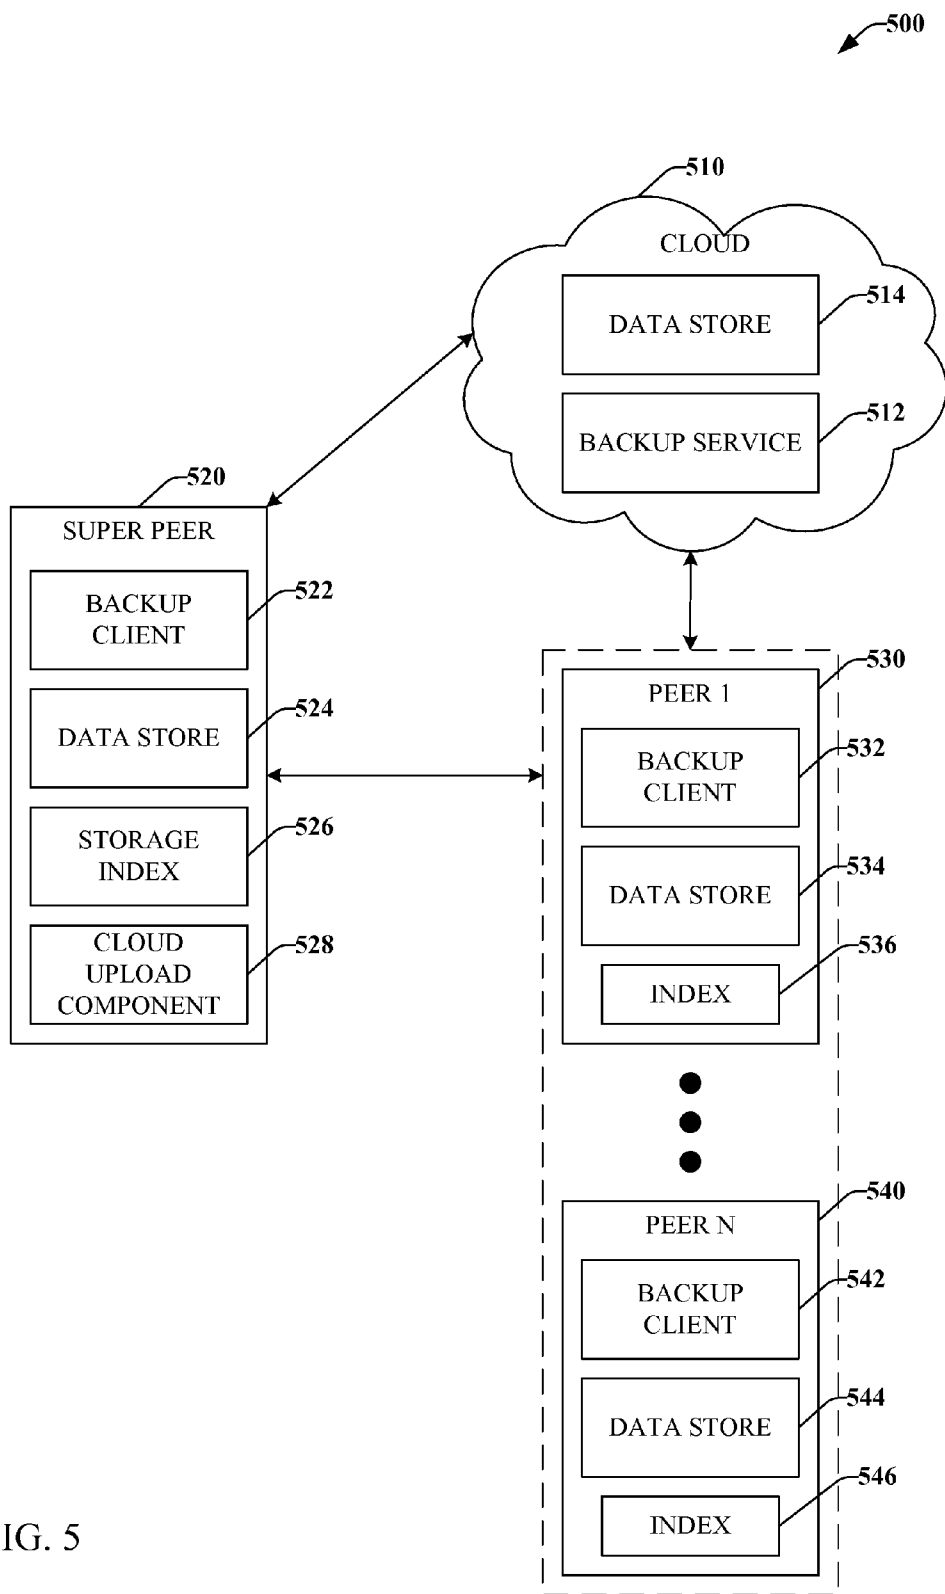 500
510
CLOUD
DATA STORE
514
BACKUP SERVICE
512
520
SUPER PEER
BACKUP
CLIENT
522
DATA STORE
524
STORAGE
INDEX
526
CLOUD
UPLOAD
COMPONENT
528
530
PEER 1
BACKUP
CLIENT
532
DATA STORE
534
INDEX
536
540
PEER N
BACKUP
CLIENT
542
DATA STORE
544
INDEX
546
IG. 5